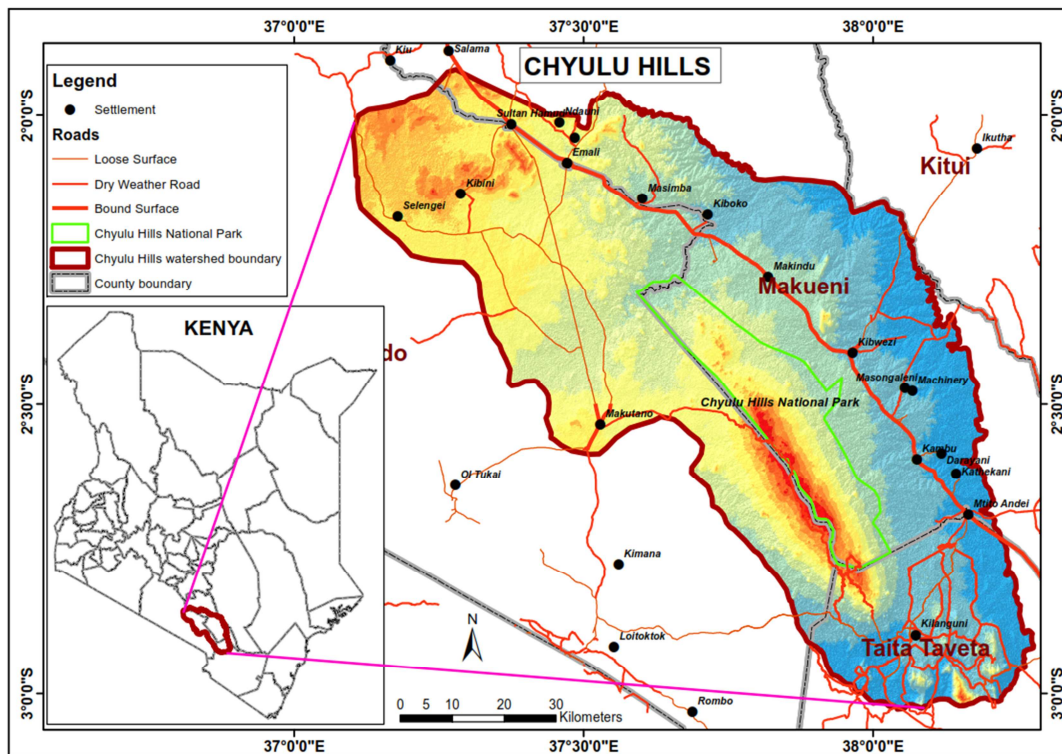 37°0'0"E
37°30'0"E
38°0'0"E
CHYULU HILLS
Legend
Settlement
Roads
Loose Surface
Dry Weather Road
Bound Surface
Chyulu Hills National Park
Chyulu Hills watershed boundary
County boundary
KENYA
2°0'0"S
2°30'0"S
3°0'0"S
Kiu
Salama
Sultan Hamud
Ndauni
Emali
Kibini
Selengei
Masimba
Kiboko
Ikutha
Kitui
Makindu
Makueni
Kibwezi
Masongaleni
Machinery
do
Chyulu Hills National Park
Makutano
Kambu
Darayani
Kathekani
Ol Tukai
Mtito Andei
Kimana
Loitoktok
Kilanguni
Taita Taveta
Rombo
N
0 5 10 20 30
Kilometers
2°0'0"S
2°30'0"S
3°0'0"S
37°0'0"E
37°30'0"E
38°0'0"E